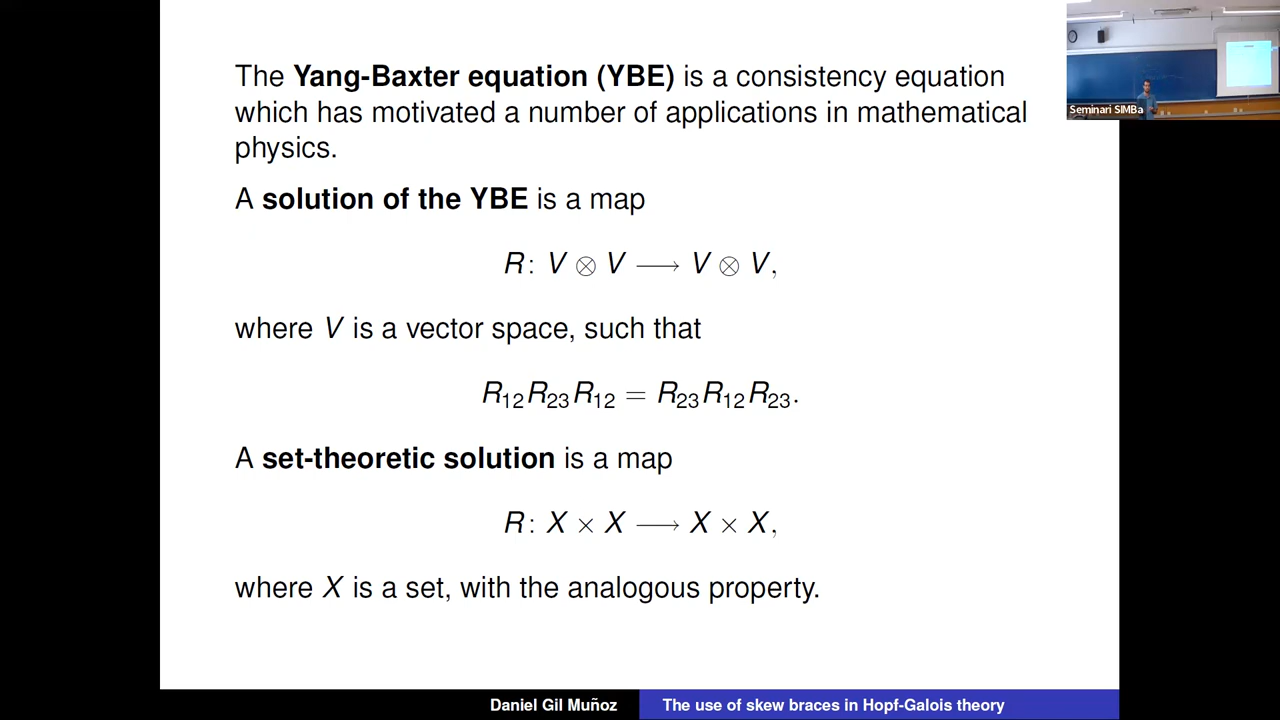 The Yang-Baxter equation (YBE) is a consistency equation
which has motivated a number of applications in mathematical
physics.
A solution of the YBE is a map
R: V ⊗ V ⟶ V ⊗ V,
where V is a vector space, such that
R₁₂R₂₃R₁₂ = R₂₃R₁₂R₂₃.
A set-theoretic solution is a map
R: X × X ⟶ X × X,
where X is a set, with the analogous property.
Seminari SIMBa
Daniel Gil Muñoz
The use of skew braces in Hopf-Galois theory